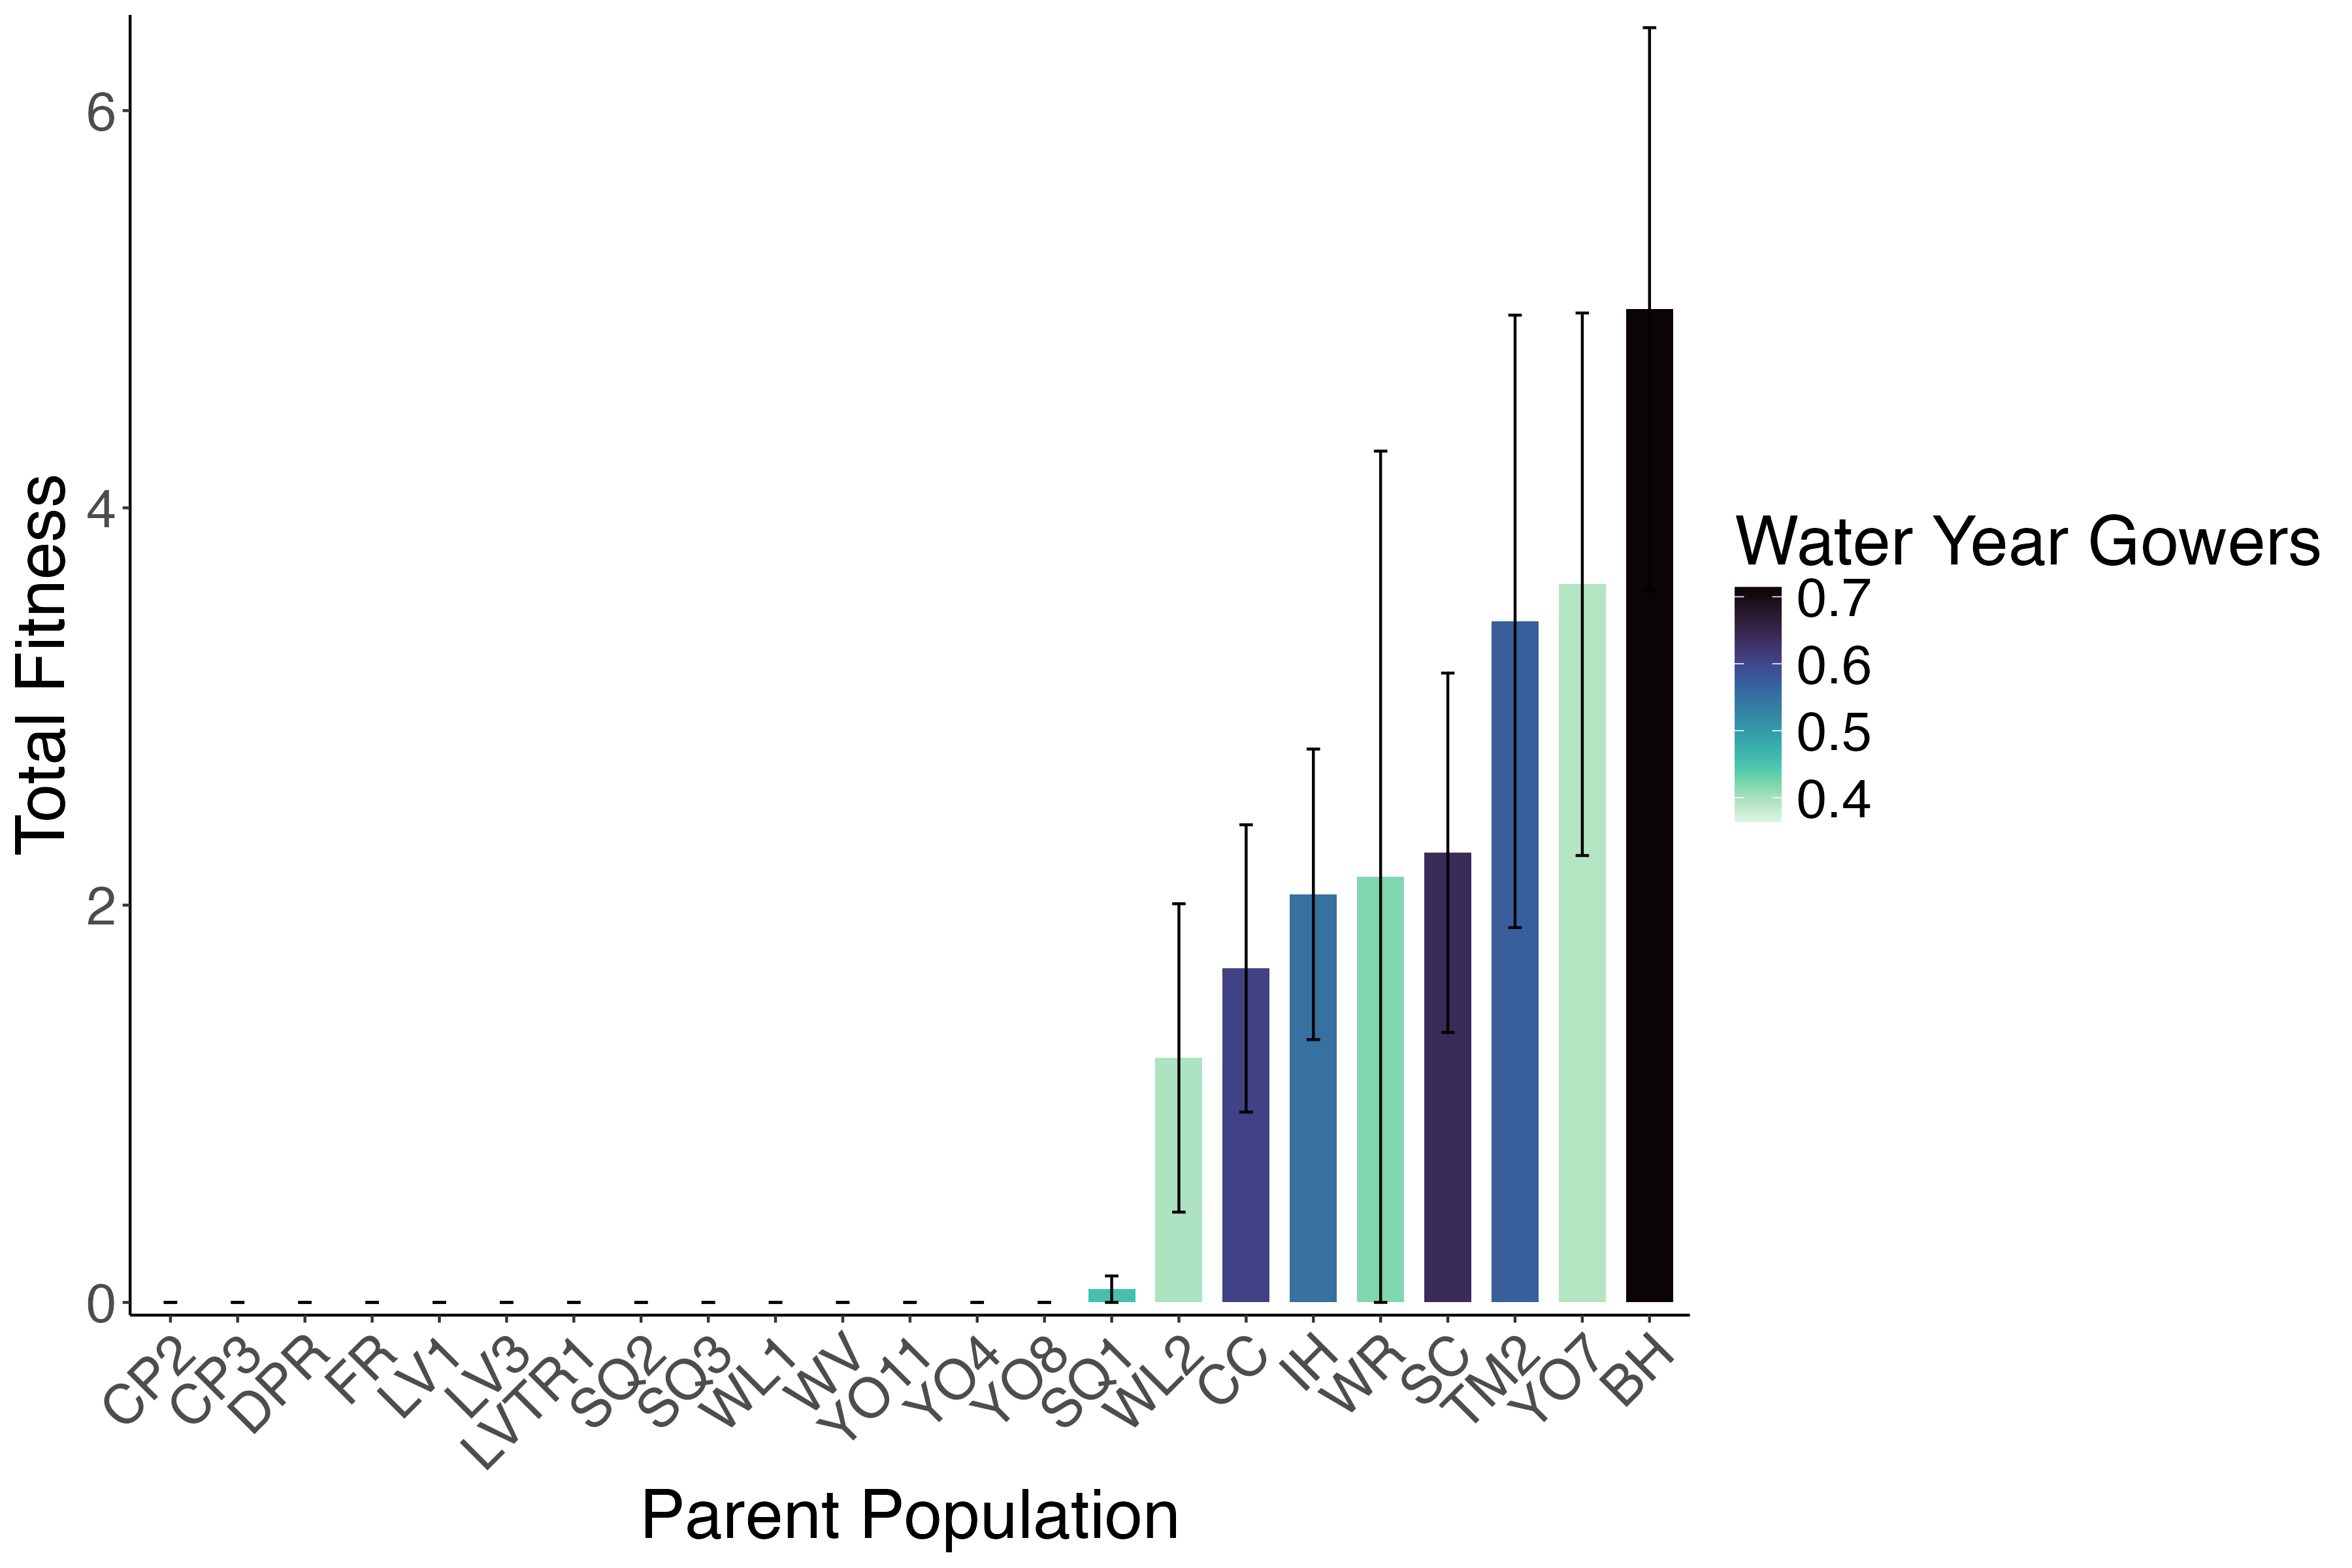 Total Fitness
6
4
2
0
CP2
CP3
DPR
FR
LV1
LV3
LVTR1
SQ2
SQ3
WL1
WV
YO11
YO4
YO8
SQ1
WL2
CC
IH
WR
SC
TM2
YO7
BH
Parent Population
Water Year Gowers
0.7
0.6
0.5
0.4